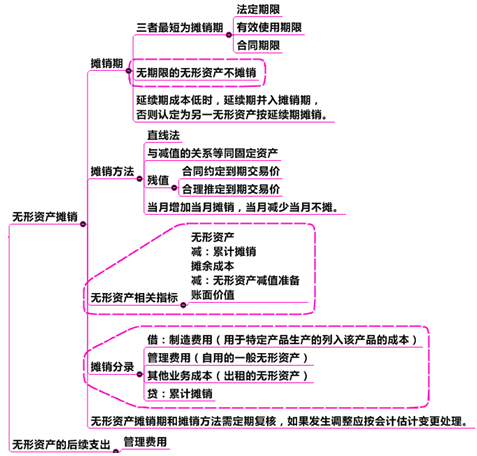 法定期限
三者最短为摊销期
有效使用期限
合同期限
摊销期
无期限的无形资产不摊销
延续期成本低时，延续期并入摊销期，
否则认定为另一无形资产按延续期摊销。
直线法
与减值的关系等同固定资产
摊销方法
合同约定到期交易价
残值
合理推定到期交易价
当月增加当月摊销，当月减少当月不摊。
无形资产摊销
无形资产
减：累计摊销
摊余成本
减：无形资产减值准备
无形资产相关指标
账面价值
借：制造费用（用于特定产品生产的列入该产品的成本）
管理费用（自用的一般无形资产）
摊销分录
其他业务成本（出租的无形资产）
贷：累计摊销
无形资产摊销期和摊销方法需定期复核，如果发生调整应按会计估计变更处理。
无形资产的后续支出
管理费用